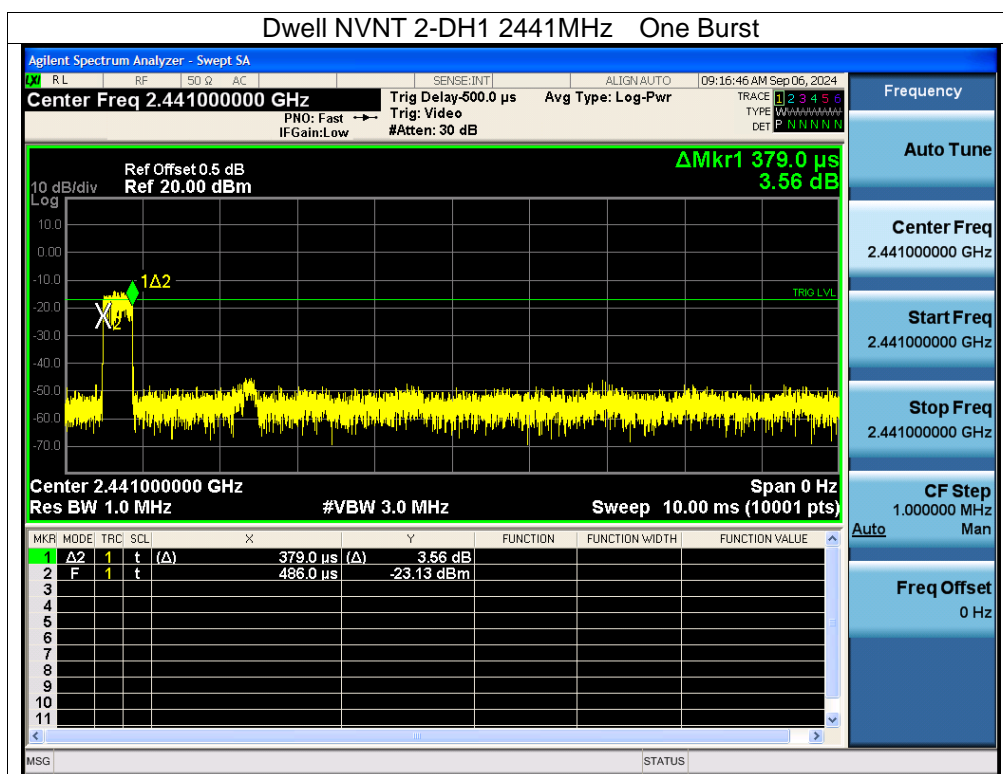 Dwell NVNT 2-DH1 2441MHz One Burst
Agilent Spectrum Analyzer - Swept SA
LXI RL RF 50 Ω AC SENSE:INT ALIGN AUTO 09:16:46 AM Sep 06, 2024
Center Freq 2.441000000 GHz Trig Delay-500.0 µs Avg Type: Log-Pwr TRACE 1 2 3 4 5 6
PNO: Fast Trig: Video TYPE WWWWWW
IFGain:Low #Atten: 30 dB DET P N N N N N
Ref Offset 0.5 dB ΔMkr1 379.0 µs
10 dB/div Ref 20.00 dBm 3.56 dB
Log
10.0
0.00
-10.0
1Δ2
TRIG LVL
-20.0
X2
-30.0
-40.0
-50.0
-60.0
-70.0
Center 2.441000000 GHz Span 0 Hz
Res BW 1.0 MHz #VBW 3.0 MHz Sweep 10.00 ms (10001 pts)
MKR MODE TRC SCL X Y FUNCTION FUNCTION WIDTH FUNCTION VALUE
1 Δ2 1 t (Δ) 379.0 µs (Δ) 3.56 dB
2 F 1 t 486.0 µs -23.13 dBm
3
4
5
6
7
8
9
10
11
MSG STATUS
Frequency
Auto Tune
Center Freq
2.441000000 GHz
Start Freq
2.441000000 GHz
Stop Freq
2.441000000 GHz
CF Step
1.000000 MHz
Auto Man
Freq Offset
0 Hz